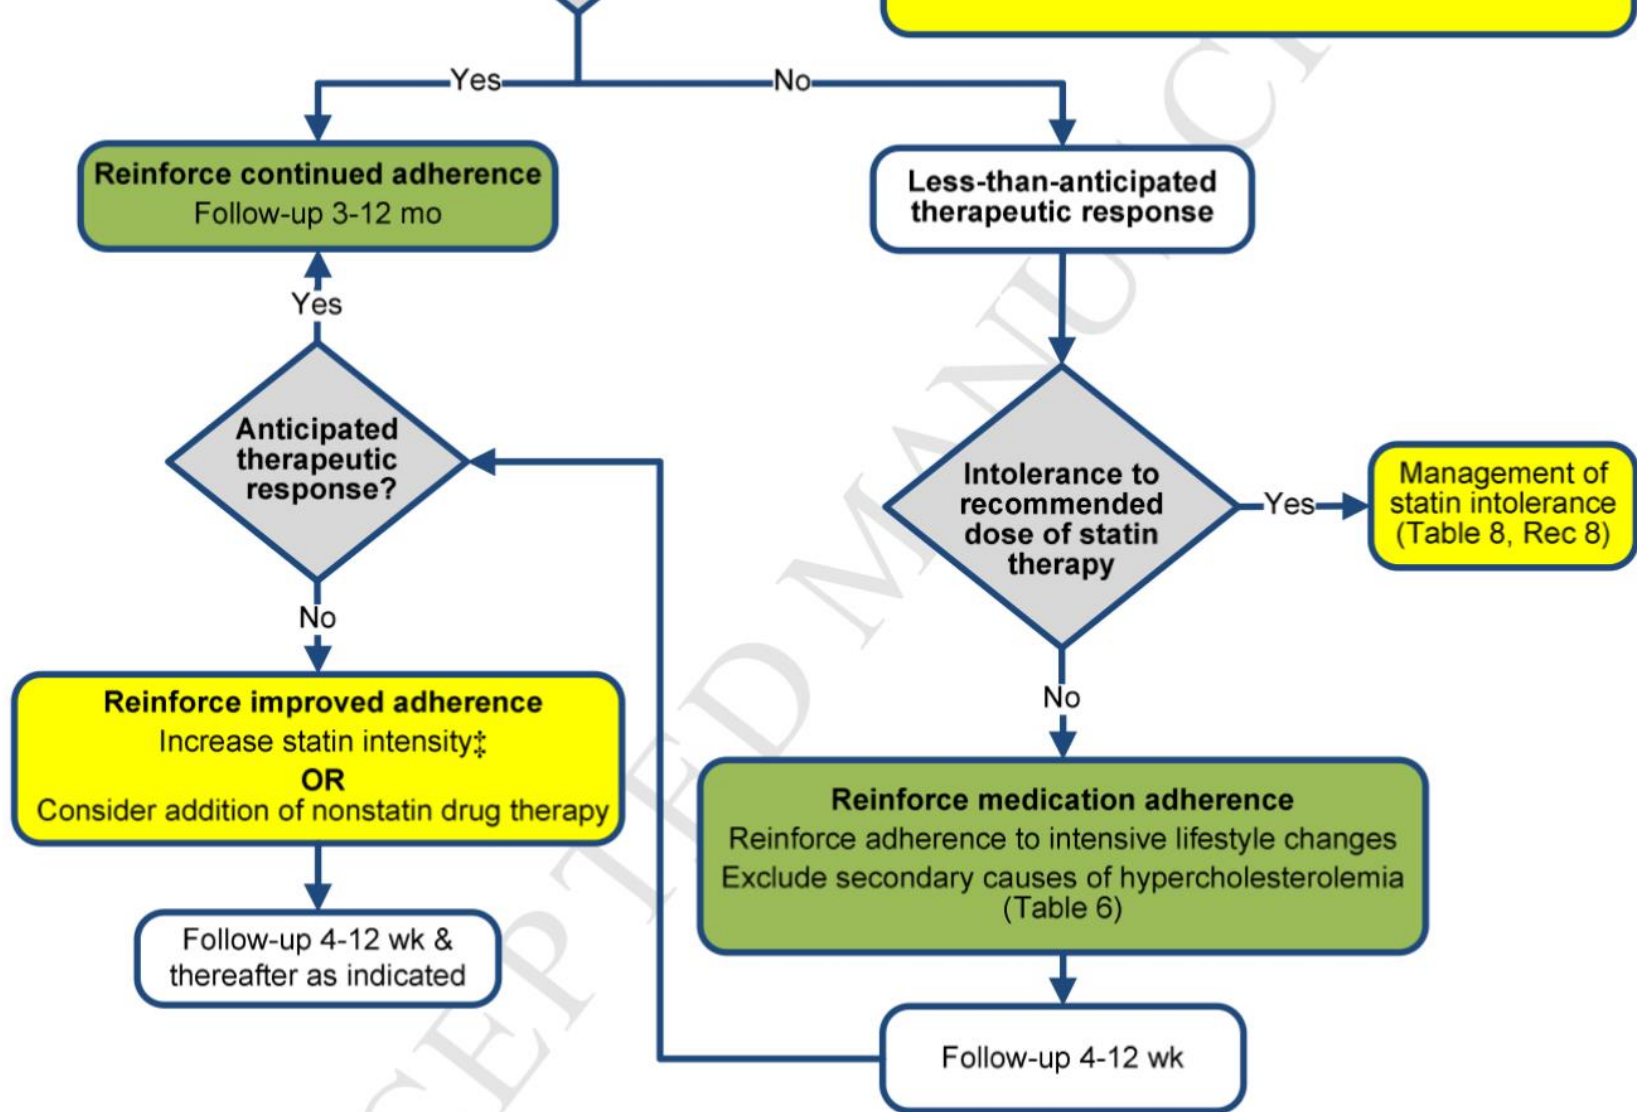 Yes
No
Reinforce continued adherence
Follow-up 3-12 mo
Less-than-anticipated
therapeutic response
Yes
Anticipated
therapeutic
response?
Intolerance to
recommended
dose of statin
therapy
Yes
Management of
statin intolerance
(Table 8, Rec 8)
No
No
Reinforce improved adherence
Increase statin intensity‡
OR
Consider addition of nonstatin drug therapy
Reinforce medication adherence
Reinforce adherence to intensive lifestyle changes
Exclude secondary causes of hypercholesterolemia
(Table 6)
Follow-up 4-12 wk &
thereafter as indicated
Follow-up 4-12 wk